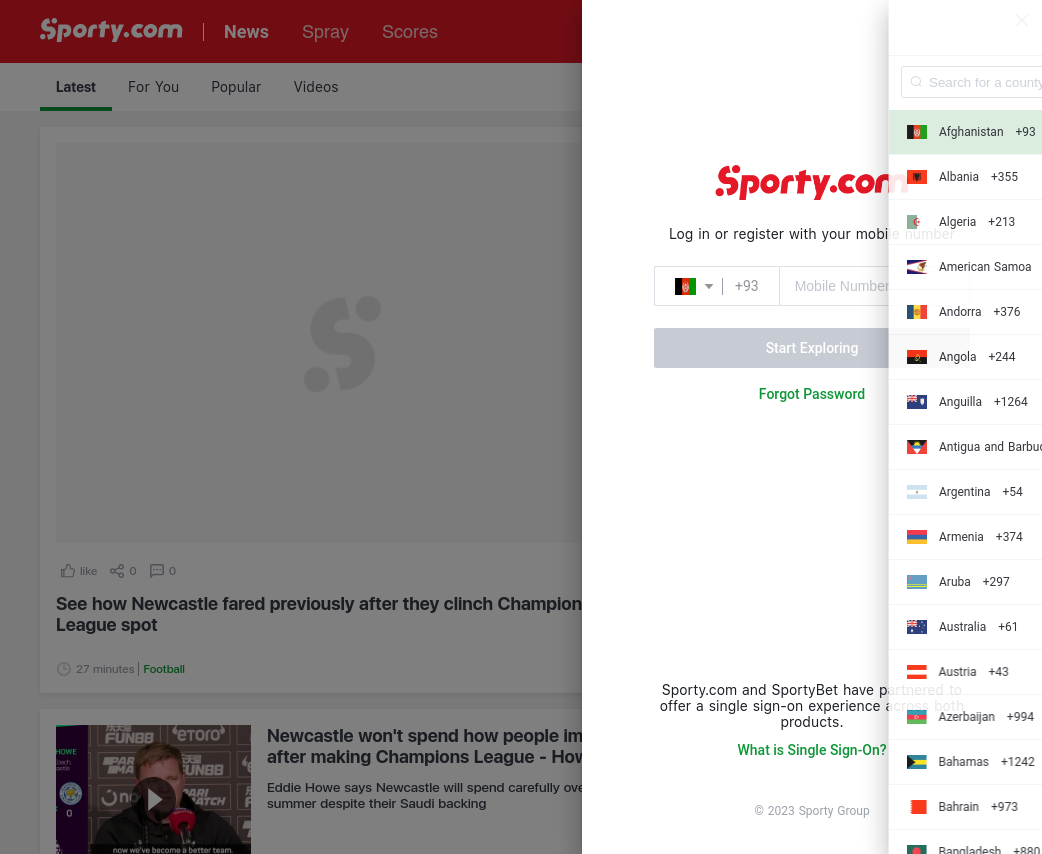 Sporty.com
News
Spray
Scores
Latest
For You
Popular
Videos
like
0
0
See how Newcastle fared previously after they clinch Champion
League spot
27 minutes
Football
HOWE
0
FUN88
etoro
FUN88
now we've become a better team.
Newcastle won't spend how people im
after making Champions League - How
Eddie Howe says Newcastle will spend carefully ove
summer despite their Saudi backing
Sporty.com
Log in or register with your mobile number
+93
Mobile Number
Start Exploring
Forgot Password
Sporty.com and SportyBet have partnered to
offer a single sign-on experience across both
products.
What is Single Sign-On?
© 2023 Sporty Group
Search for a county
Afghanistan +93
Albania +355
Algeria +213
American Samoa
Andorra +376
Angola +244
Anguilla +1264
Antigua and Barbuc
Argentina +54
Armenia +374
Aruba +297
Australia +61
Austria +43
Azerbaijan +994
Bahamas +1242
Bahrain +973
Bangladesh +880